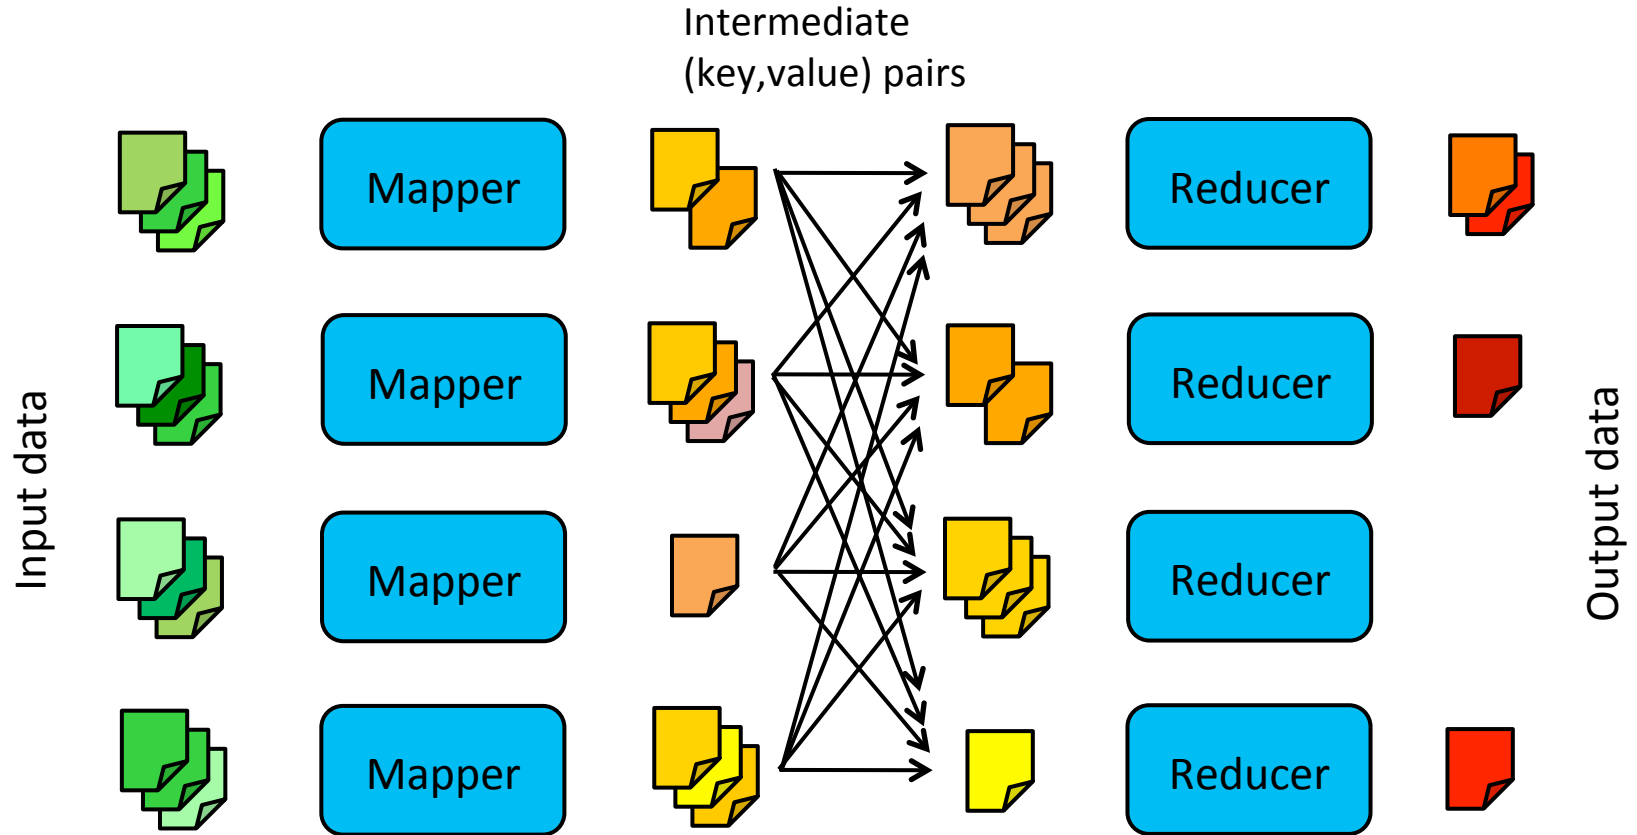 Intermediate
(key,value) pairs
Mapper
Reducer
Mapper
Reducer
Input data
Output data
Mapper
Reducer
Mapper
Reducer